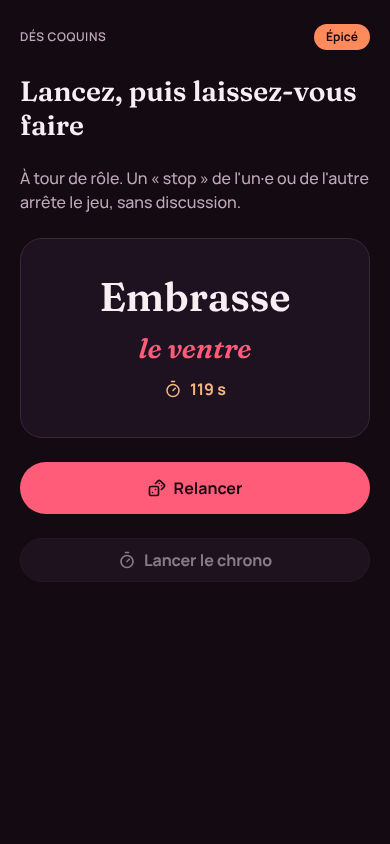 DÉS COQUINS
Épicé
Lancez, puis laissez-vous
faire
À tour de rôle. Un « stop » de l'un·e ou de l'autre
arrête le jeu, sans discussion.
Embrasse
le ventre
119 s
Relancer
Lancer le chrono